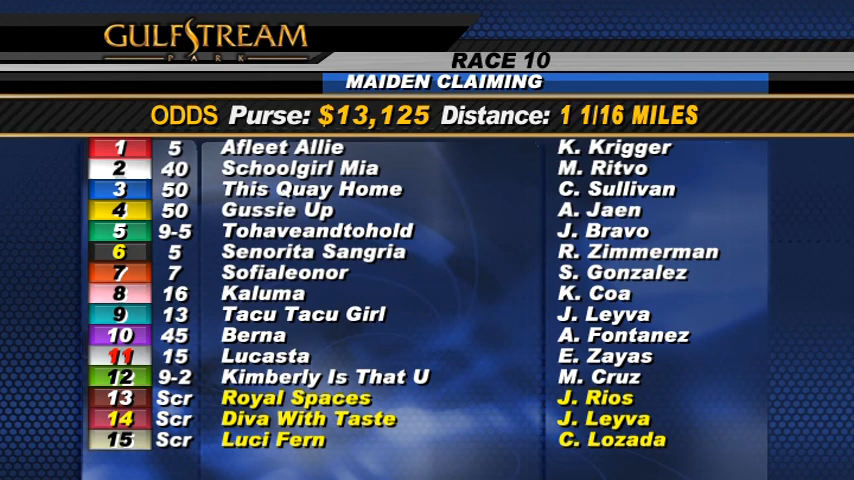 GULFSTREAM
PARK
RACE 10
MAIDEN CLAIMING
ODDS Purse: $13,125 Distance: 1 1/16 MILES
1 5 Afleet Allie K. Krigger
2 40 Schoolgirl Mia M. Ritvo
3 50 This Quay Home C. Sullivan
4 50 Gussie Up A. Jaen
5 9-5 Tohaveandtohold J. Bravo
6 5 Senorita Sangria R. Zimmerman
7 7 Sofialeonor S. Gonzalez
8 16 Kaluma K. Coa
9 13 Tacu Tacu Girl J. Leyva
10 45 Berna A. Fontanez
11 15 Lucasta E. Zayas
12 9-2 Kimberly Is That U M. Cruz
13 Scr Royal Spaces J. Rios
14 Scr Diva With Taste J. Leyva
15 Scr Luci Fern C. Lozada